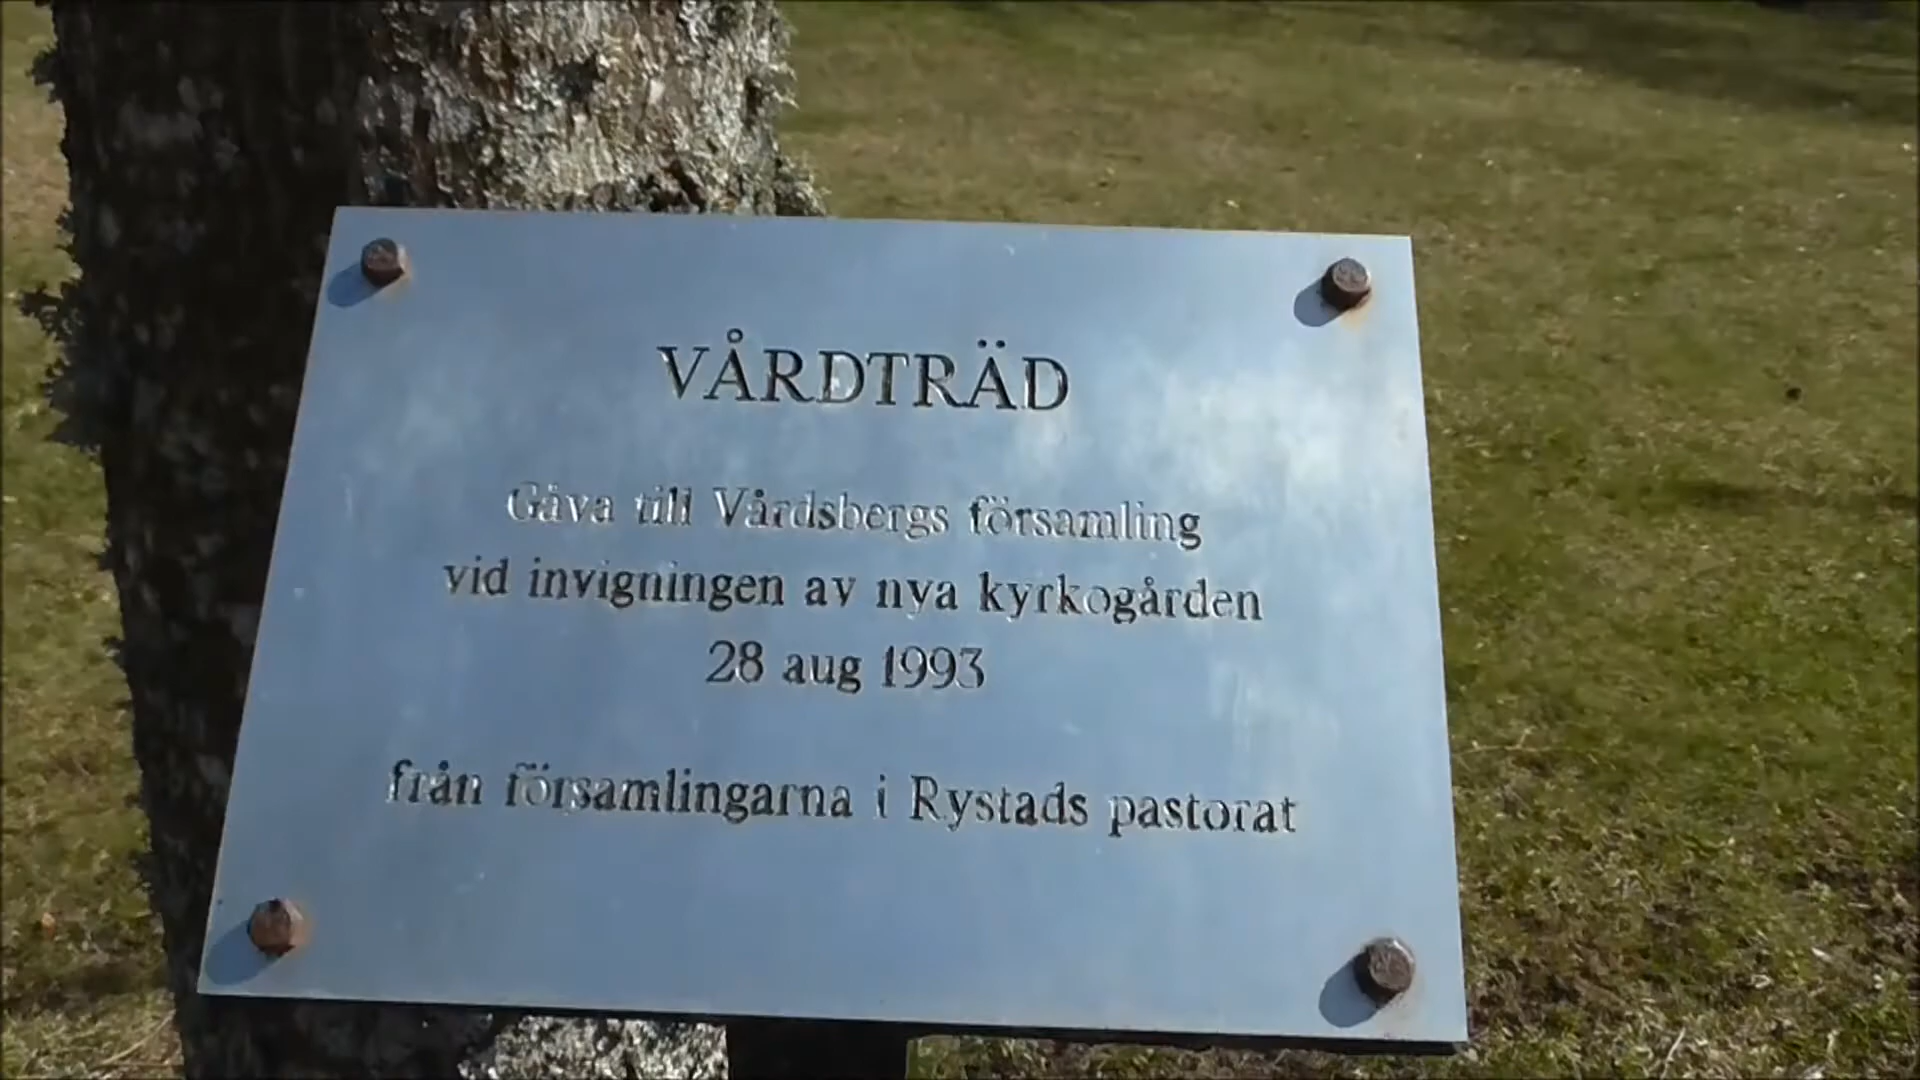 VÅRDTRÄD
Gåva till Vårdsbergs församling
vid invigningen av nya kyrkogården
28 aug 1993
från församlingarna i Rystads pastorat